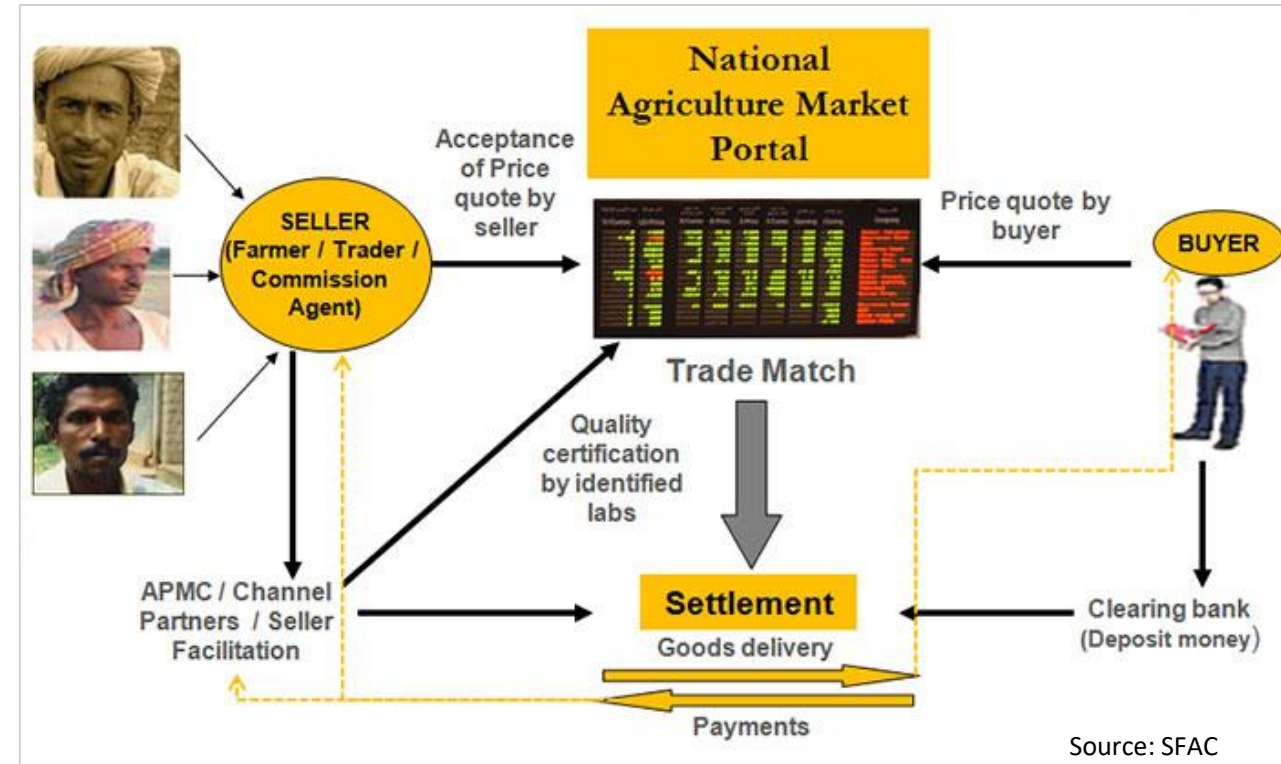 National
Agriculture Market
Portal
Acceptance
of Price
quote by
seller
Price quote by
buyer
SELLER
(Farmer / Trader /
Commission
Agent)
BUYER
Trade Match
Quality
certification
by identified
labs
APMC / Channel
Partners / Seller
Facilitation
Settlement
Goods delivery
Payments
Clearing bank
(Deposit money)
Source: SFAC